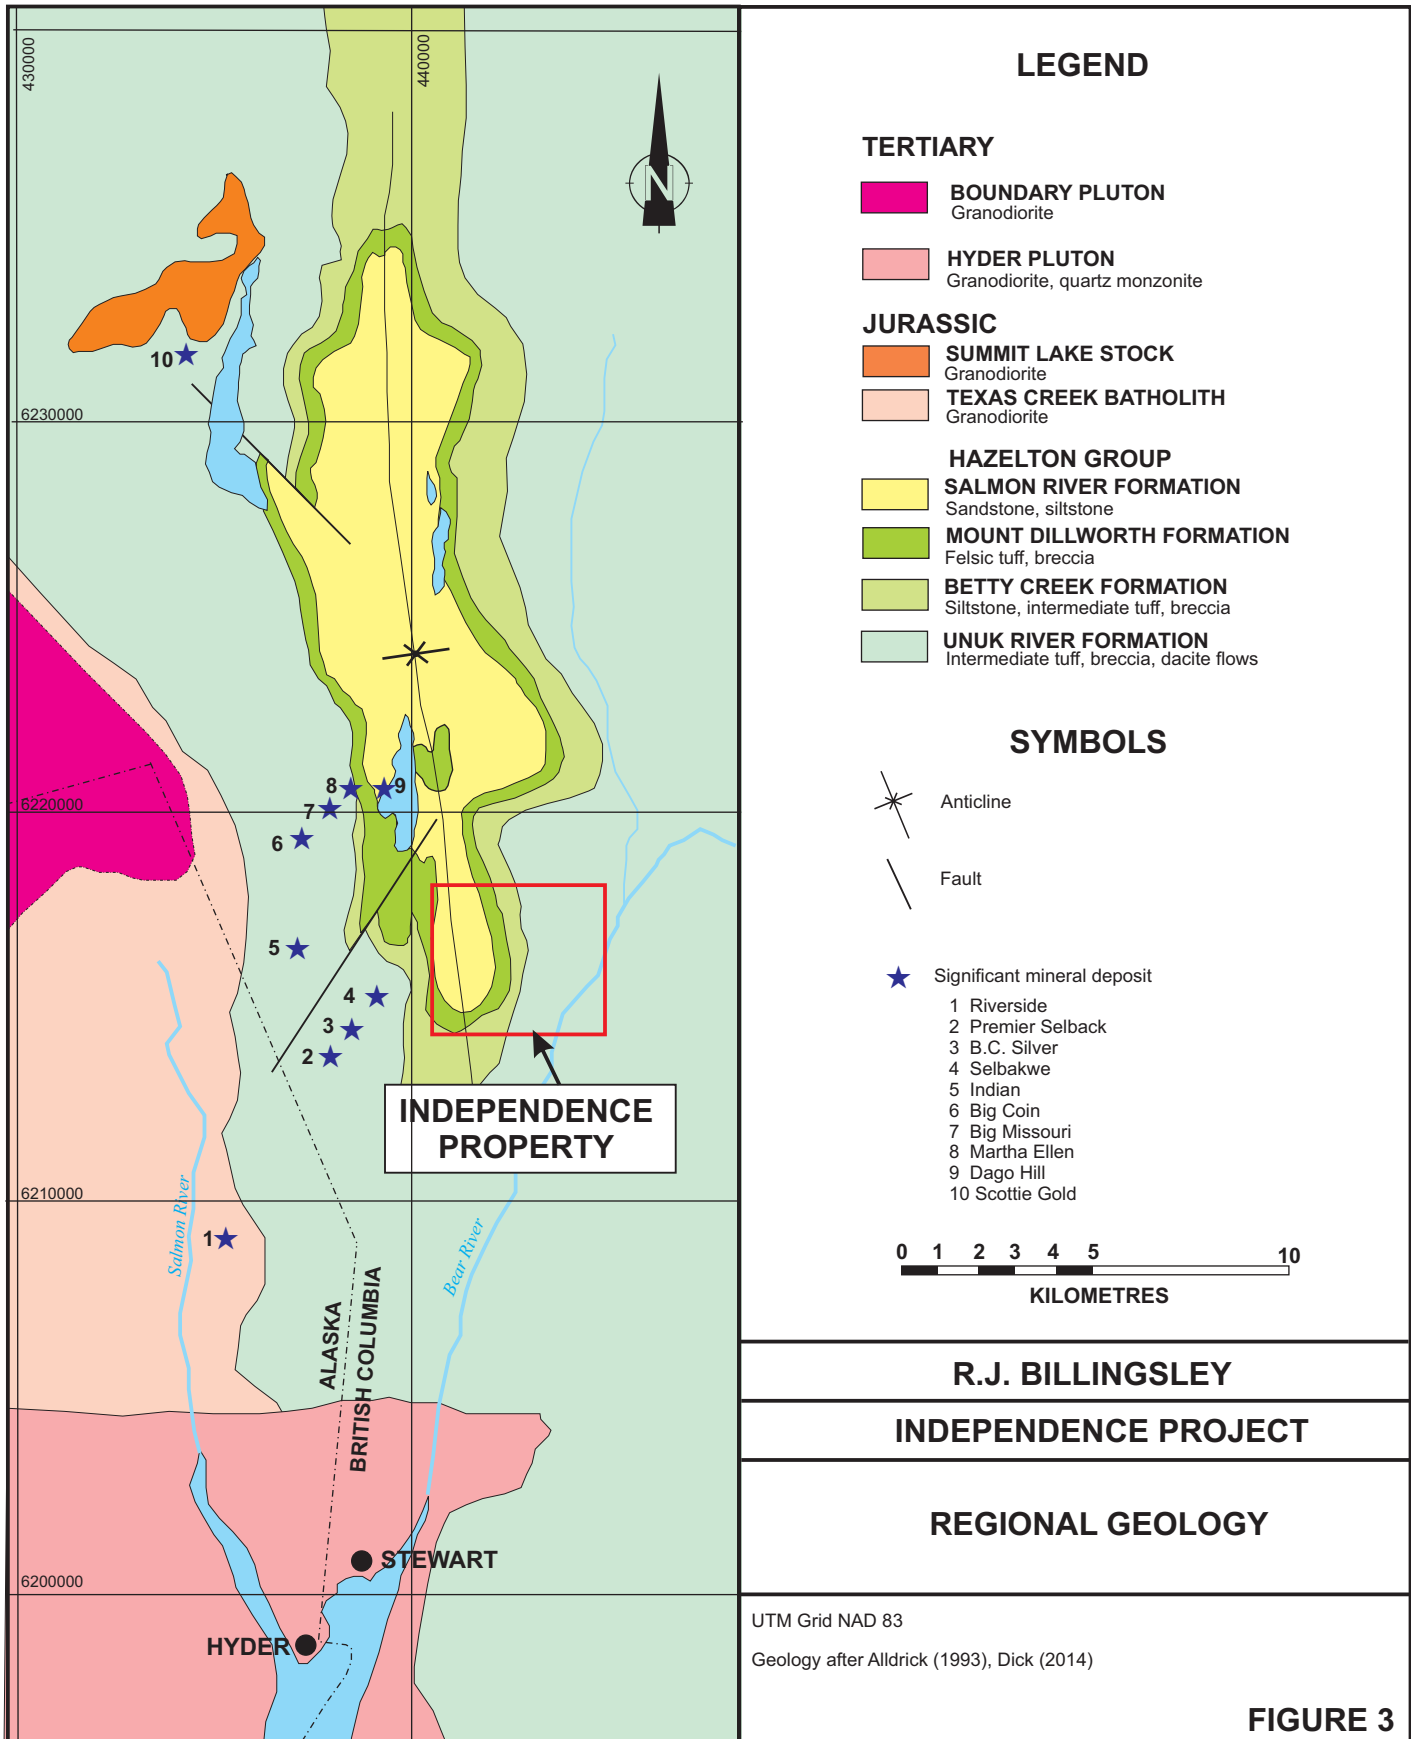 430000
440000
N
10
6230000
8
9
7
6220000
6
5
4
3
2
INDEPENDENCE
PROPERTY
6210000
1
Salmon River
Bear River
ALASKA
BRITISH COLUMBIA
STEWART
6200000
HYDER
LEGEND
TERTIARY
BOUNDARY PLUTON
Granodiorite
HYDER PLUTON
Granodiorite, quartz monzonite
JURASSIC
SUMMIT LAKE STOCK
Granodiorite
TEXAS CREEK BATHOLITH
Granodiorite
HAZELTON GROUP
SALMON RIVER FORMATION
Sandstone, siltstone
MOUNT DILLWORTH FORMATION
Felsic tuff, breccia
BETTY CREEK FORMATION
Siltstone, intermediate tuff, breccia
UNUK RIVER FORMATION
Intermediate tuff, breccia, dacite flows
SYMBOLS
Anticline
Fault
Significant mineral deposit
1 Riverside
2 Premier Selback
3 B.C. Silver
4 Selbakwe
5 Indian
6 Big Coin
7 Big Missouri
8 Martha Ellen
9 Dago Hill
10 Scottie Gold
0 1 2 3 4 5 10
KILOMETRES
R.J. BILLINGSLEY
INDEPENDENCE PROJECT
REGIONAL GEOLOGY
UTM Grid NAD 83
Geology after Alldrick (1993), Dick (2014)
FIGURE 3